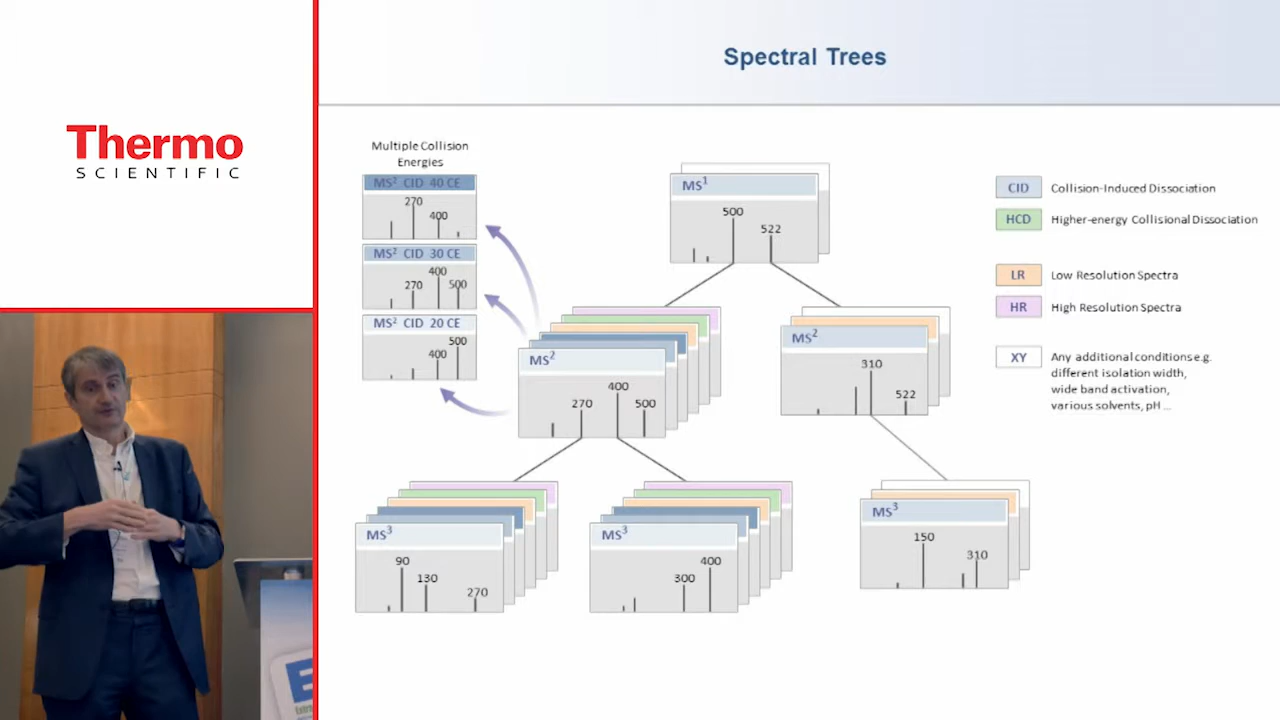 Thermo
SCIENTIFIC
Spectral Trees
Multiple Collision
Energies
MS² CID 40 CE
270
400
MS² CID 30 CE
400
270
500
MS² CID 20 CE
500
400
MS¹
500
522
MS²
400
270
500
MS²
310
522
MS³
90
130
270
MS³
400
300
MS³
150
310
CID Collision-Induced Dissociation
HCD Higher-energy Collisional Dissociation
LR Low Resolution Spectra
HR High Resolution Spectra
XY Any additional conditions e.g.
different isolation width,
wide band activation,
various solvents, pH ...
E